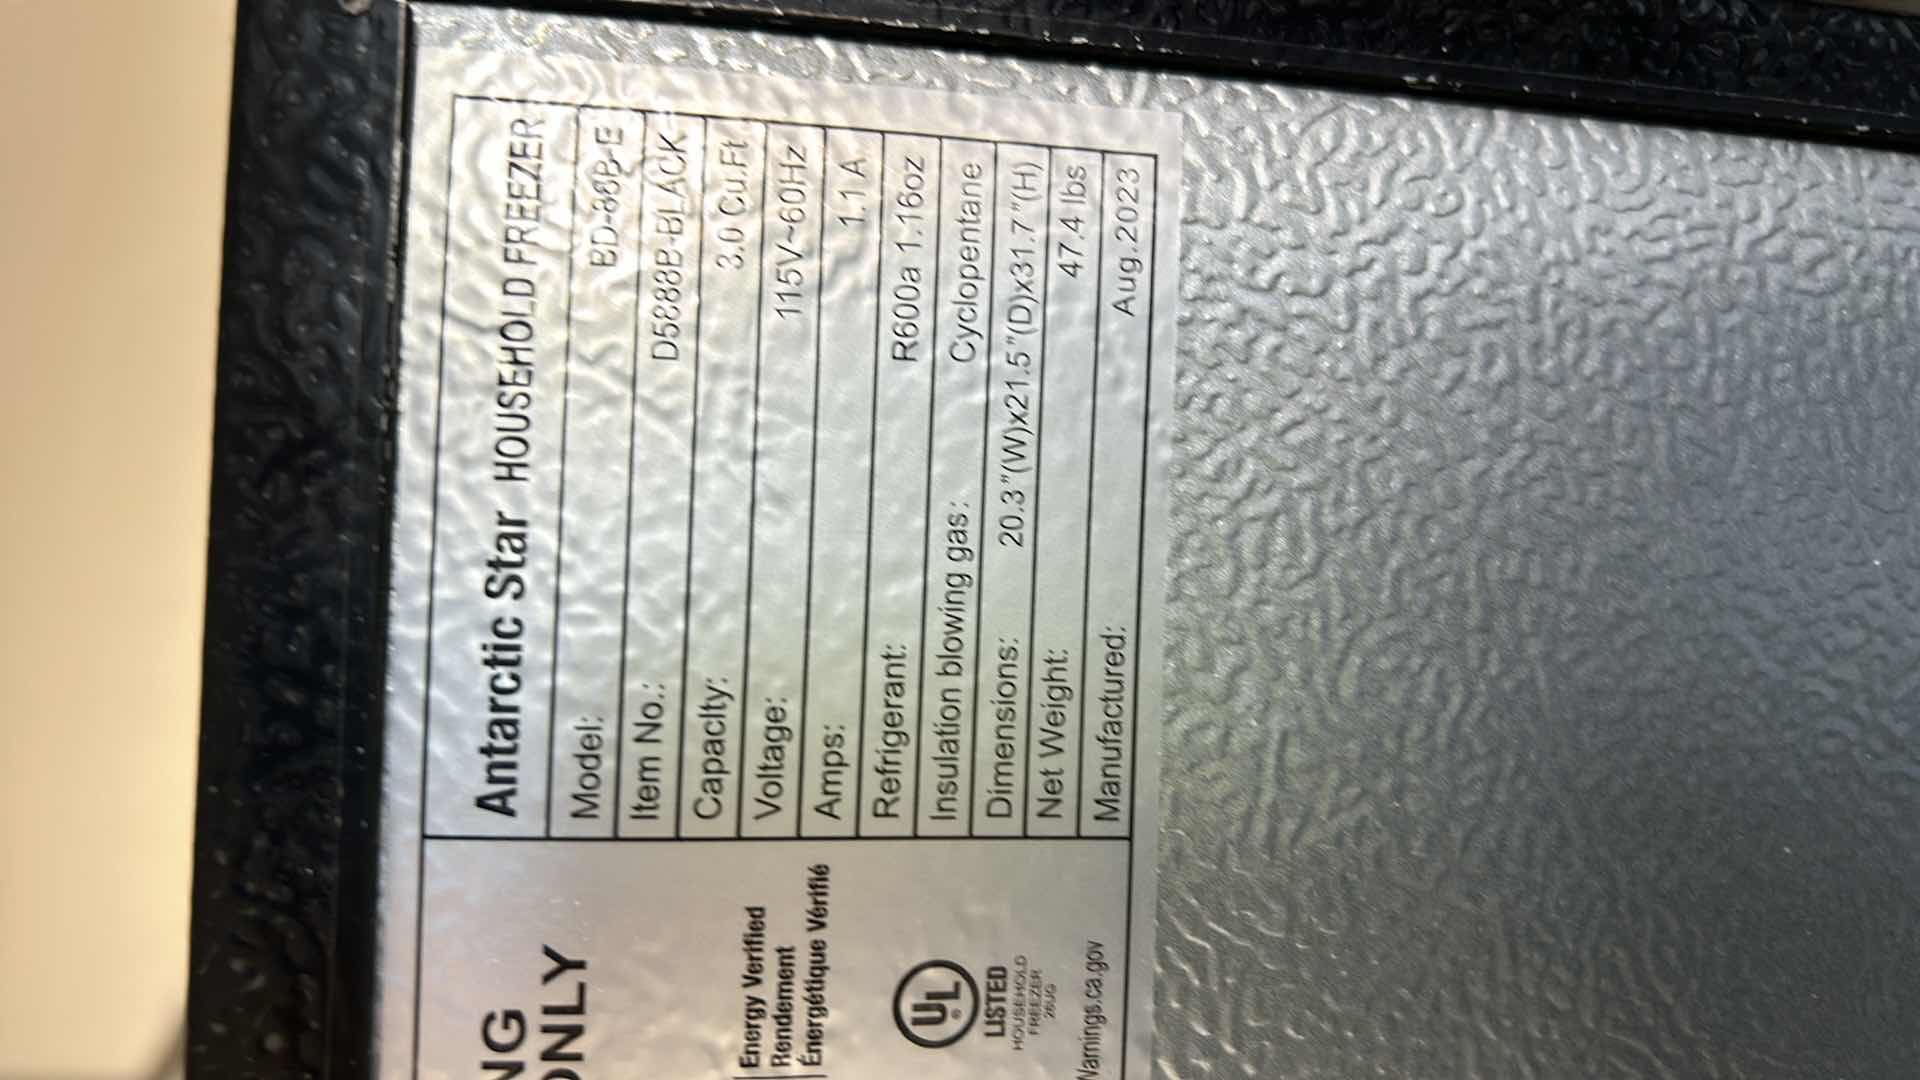 Antarctic Star HOUSEHOLD FREEZER
Model: BD-88B-E
Item No.: D5888B-BLACK
Capacity: 3.0 Cu.Ft
Voltage: 115V~60Hz
Amps: 1.1 A
Refrigerant: R600a 1.16oz
Insulation blowing gas: Cyclopentane
Dimensions: 20.3"(W)x21.5"(D)x31.7"(H)
Net Weight: 47.4 lbs
Manufactured: Aug.2023
NG
ONLY
Energy Verified
Rendement
Énergétique Vérifié
UL
LISTED
HOUSEHOLD
FREEZER
26UG
Warnings.ca.gov